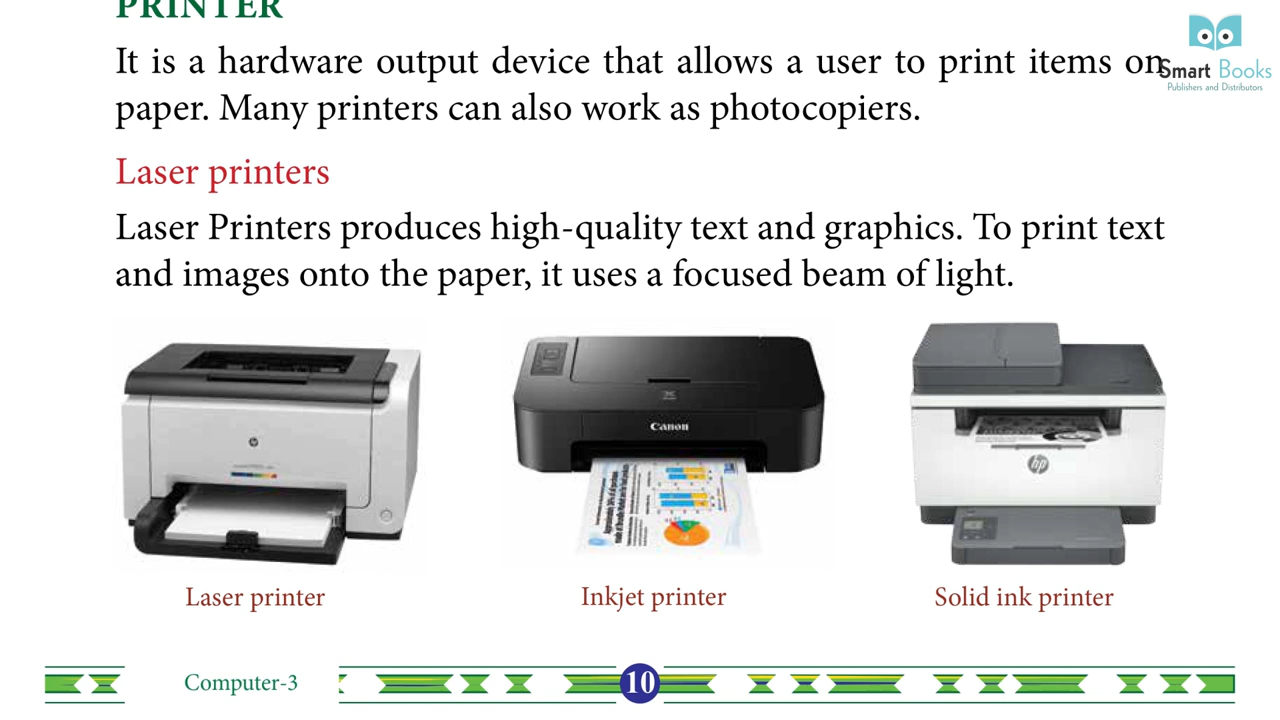 PRINTER
It is a hardware output device that allows a user to print items on
paper. Many printers can also work as photocopiers.
Smart Books
Publishers and Distributors
Laser printers
Laser Printers produces high-quality text and graphics. To print text
and images onto the paper, it uses a focused beam of light.
hp
Canon
hp
Laser printer
Inkjet printer
Solid ink printer
Computer-3
10